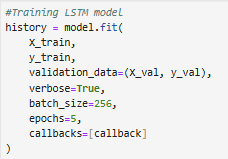 #Training LSTM model
history = model.fit(
    X_train,
    y_train,
    validation_data=(X_val, y_val),
    verbose=True,
    batch_size=256,
    epochs=5,
    callbacks=[callback]
)